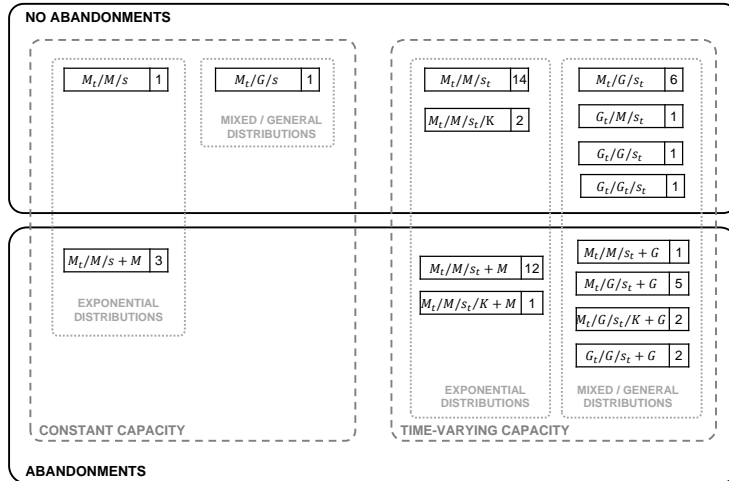 NO ABANDONMENTS
M_t/M/s 1
M_t/G/s 1
MIXED / GENERAL
DISTRIBUTIONS
M_t/M/s_t 14
M_t/M/s_t/K 2
M_t/G/s_t 6
G_t/M/s_t 1
G_t/G/s_t 1
G_t/G_t/s_t 1
M_t/M/s + M 3
EXPONENTIAL
DISTRIBUTIONS
CONSTANT CAPACITY
M_t/M/s_t + M 12
M_t/M/s_t/K + M 1
EXPONENTIAL
DISTRIBUTIONS
M_t/M/s_t + G 1
M_t/G/s_t + G 5
M_t/G/s_t/K + G 2
G_t/G/s_t + G 2
MIXED / GENERAL
DISTRIBUTIONS
TIME-VARYING CAPACITY
ABANDONMENTS